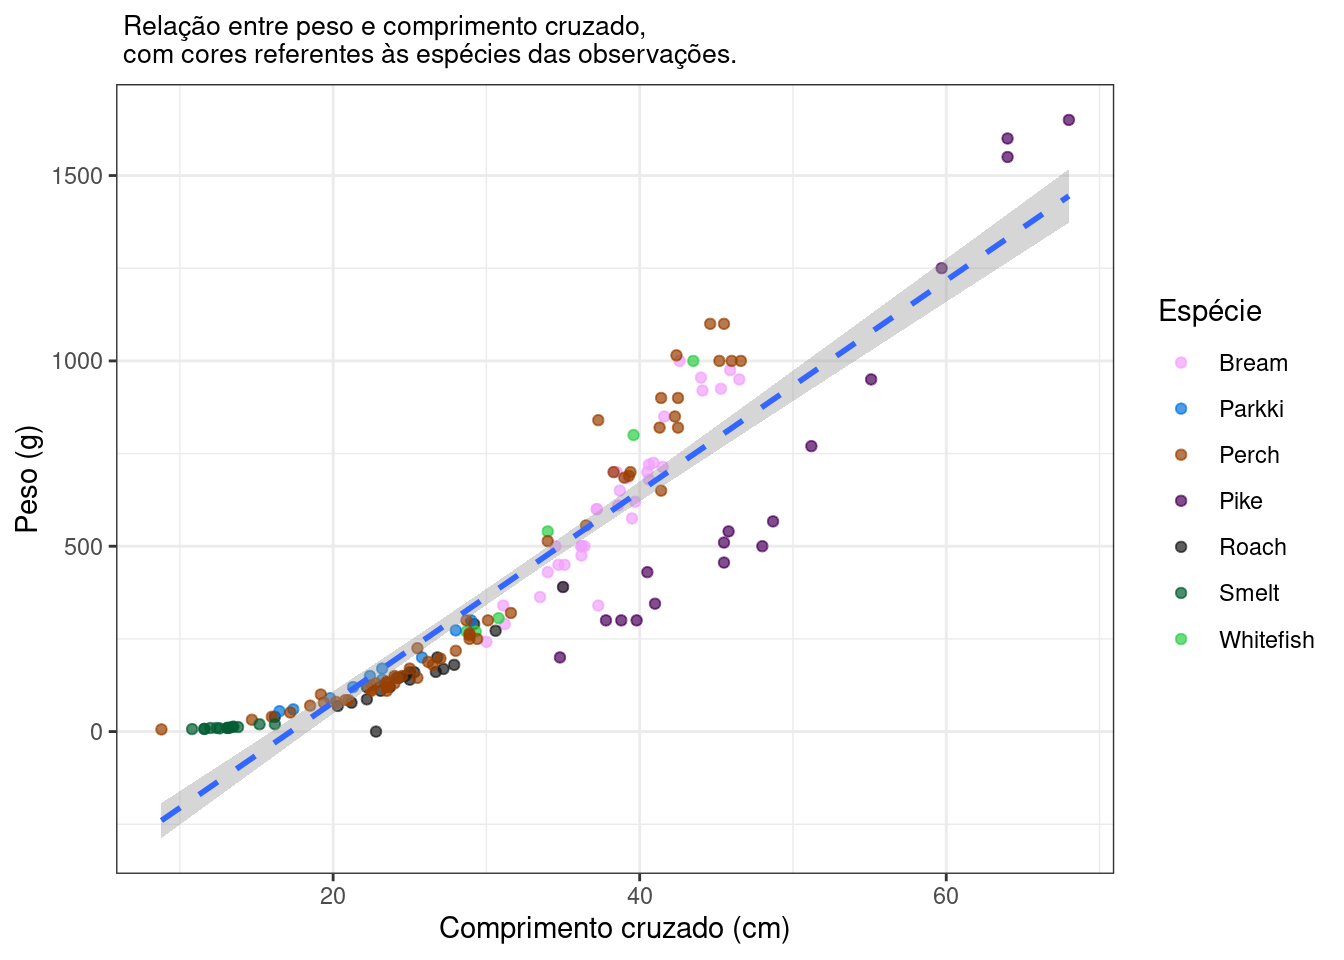 Relação entre peso e comprimento cruzado,
com cores referentes às espécies das observações.
Peso (g)
1500
1000
500
0
20
40
60
Comprimento cruzado (cm)
Espécie
Bream
Parkki
Perch
Pike
Roach
Smelt
Whitefish